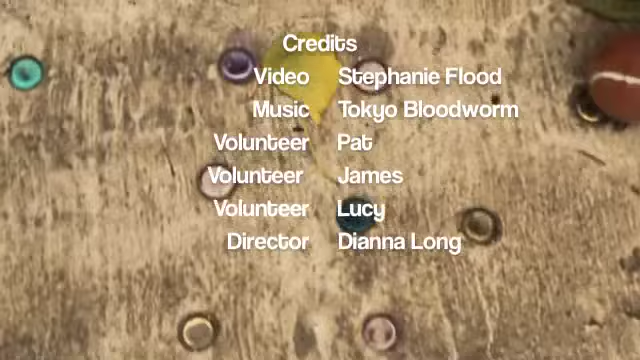 Credits
Video Stephanie Flood
Music Tokyo Bloodworm
Volunteer Pat
Volunteer James
Volunteer Lucy
Director Dianna Long